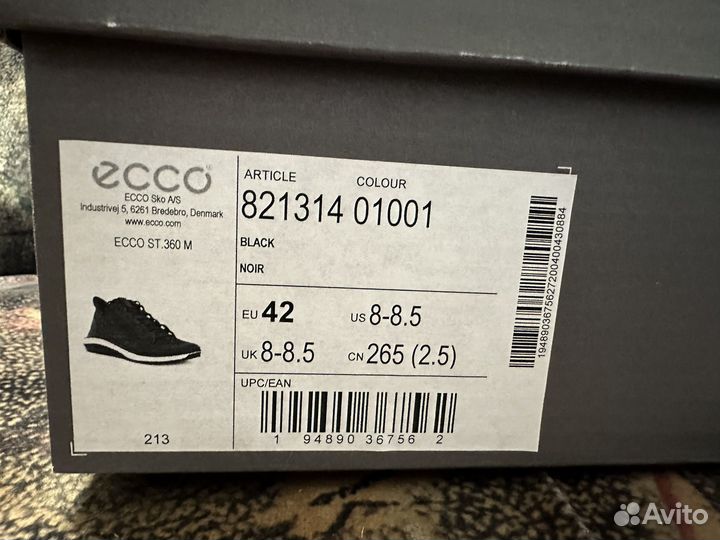 ecco
ECCO Sko A/S
Industrivej 5, 6261 Bredebro, Denmark
www.ecco.com
ECCO ST.360 M
213
ARTICLE COLOUR
821314 01001
BLACK
NOIR
EU 42 US 8-8.5
UK 8-8.5 CN 265 (2.5)
UPC/EAN
1 94890 36756 2
19489036756272004004 30884
Avito